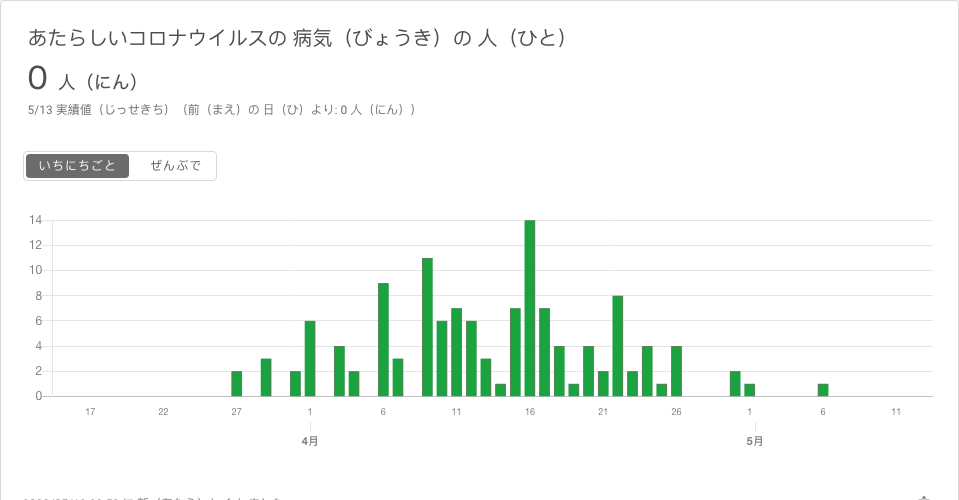 あたらしいコロナウイルスの 病気（びょうき）の 人（ひと）
0 人（にん）
5/13 実績値（じっせきち）（前（まえ）の 日（ひ）より: 0 人（にん））
いちにちごと ぜんぶで
14
12
10
8
6
4
2
0
17 22 27 1 6 11 16 21 26 1 6 11
4月 5月